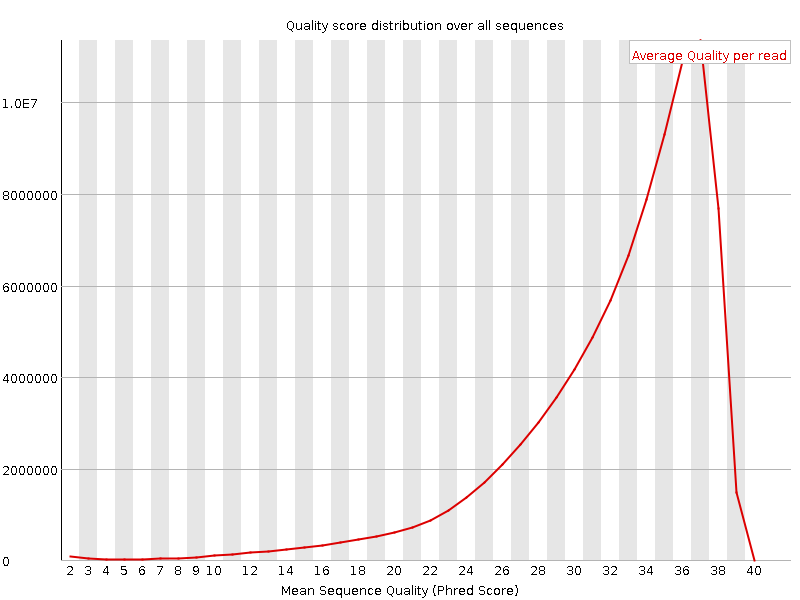 Quality score distribution over all sequences
Average Quality per read
1.0E7
8000000
6000000
4000000
2000000
0
2 3 4 5 6 7 8 9 10 12 14 16 18 20 22 24 26 28 30 32 34 36 38 40
Mean Sequence Quality (Phred Score)